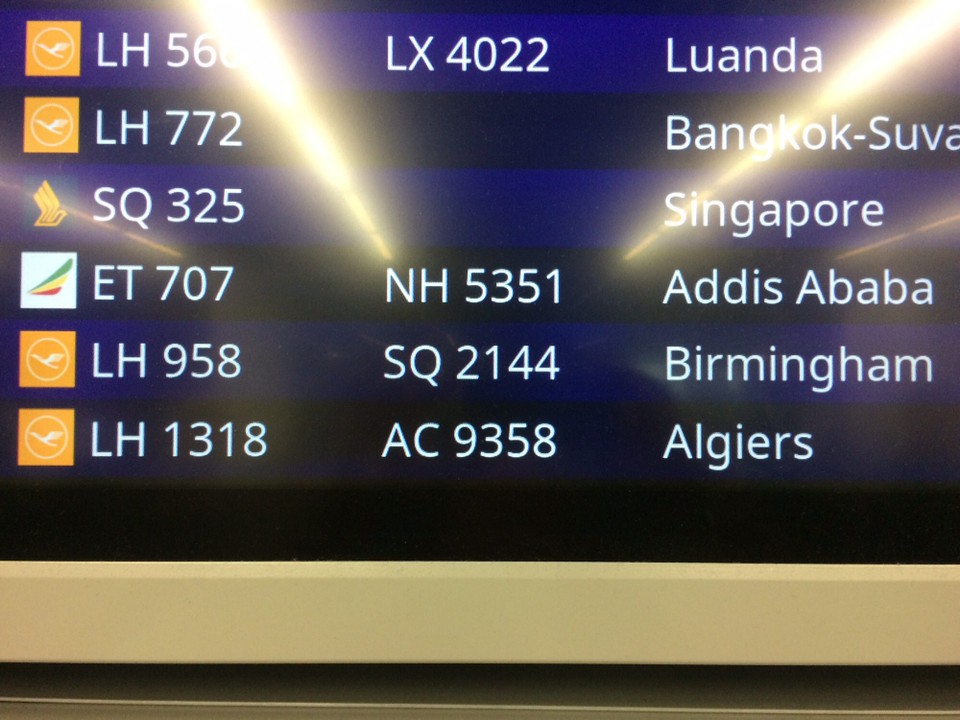 LH LX 4022 Luanda
LH 772 Bangkok-Suva
SQ 325 Singapore
ET 707 NH 5351 Addis Ababa
LH 958 SQ 2144 Birmingham
LH 1318 AC 9358 Algiers